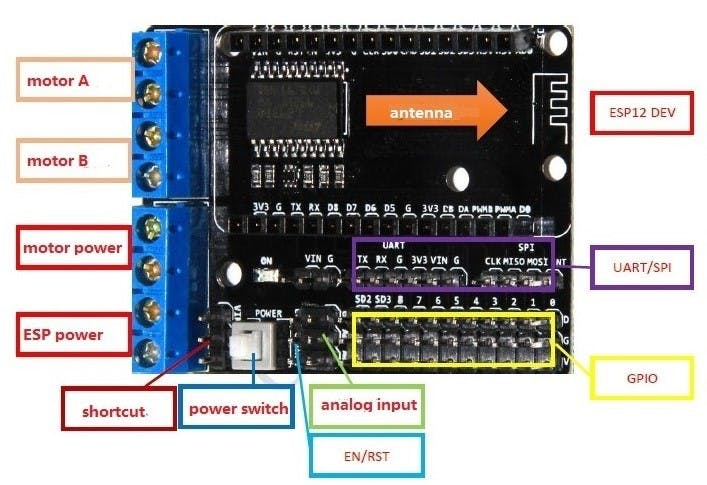 motor A
motor B
motor power
ESP power
antenna
ESP12 DEV
3V3 G TX RX D8 D7 D6 D5 G 3V3 D3 DA PWMB PWMA D0
ON
VIN G
UART
SPI
TX RX G 3V3 VIN G
CLK MISO MOSI INT
UART/SPI
POWER
SD2 SD3 8 7 6 5 4 3 2 1 0
D
G
V
GPIO
shortcut
power switch
analog input
EN/RST